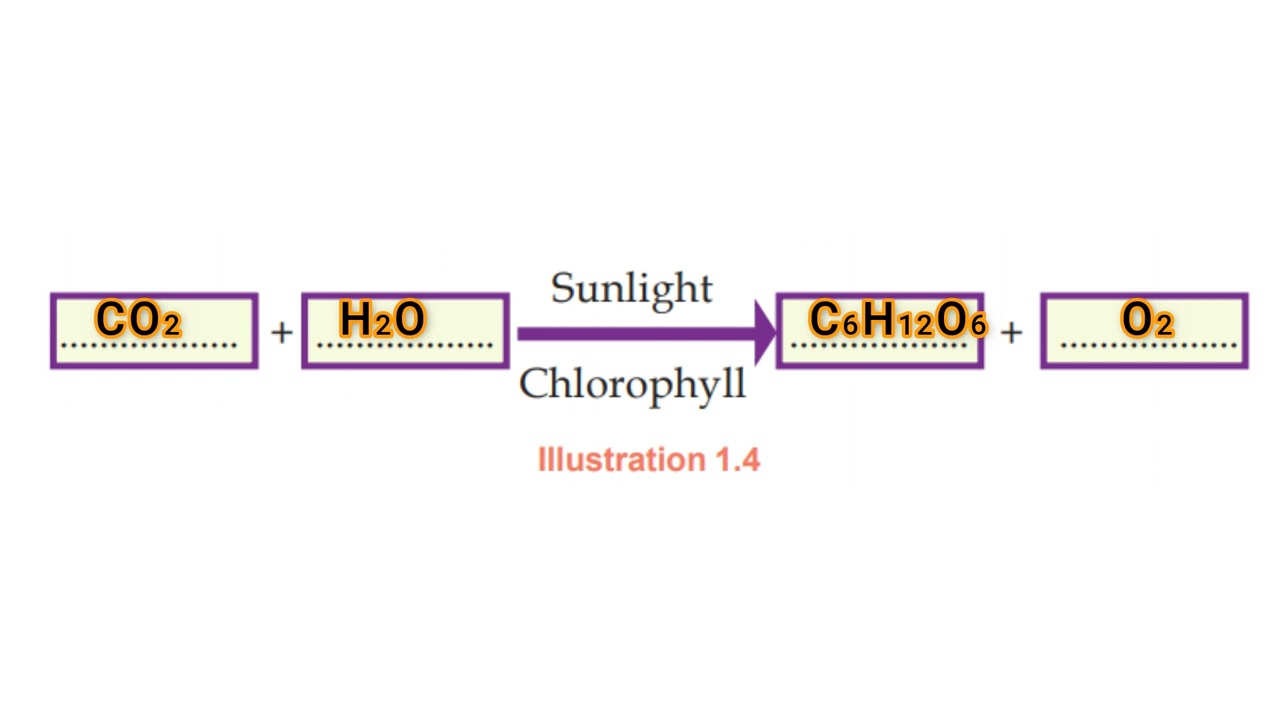 Sunlight
CO₂ + H₂O C₆H₁₂O₆ + O₂
Chlorophyll
Illustration 1.4